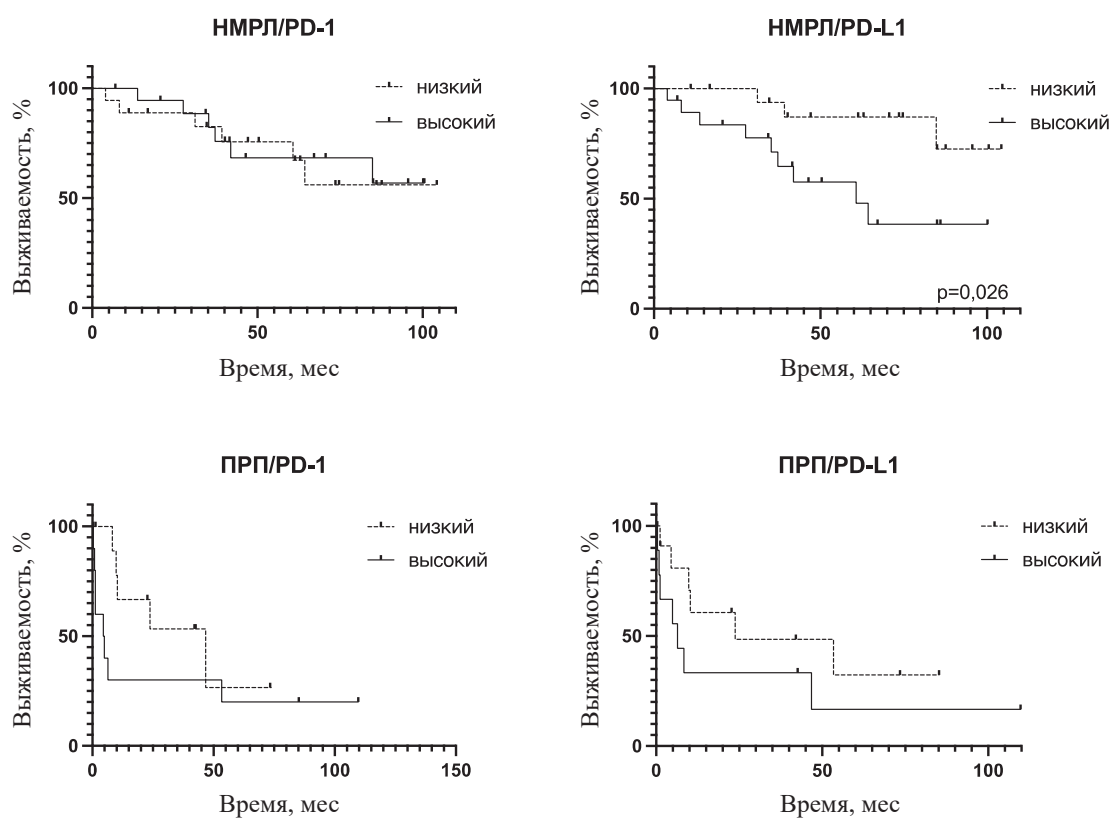 НМРЛ/PD-1
Выживаемость, %
100
50
0
низкий
высокий
0 50 100
Время, мес
НМРЛ/PD-L1
Выживаемость, %
100
50
0
низкий
высокий
p=0,026
0 50 100
Время, мес
ПРП/PD-1
Выживаемость, %
100
50
0
низкий
высокий
0 50 100 150
Время, мес
ПРП/PD-L1
Выживаемость, %
100
50
0
низкий
высокий
0 50 100
Время, мес